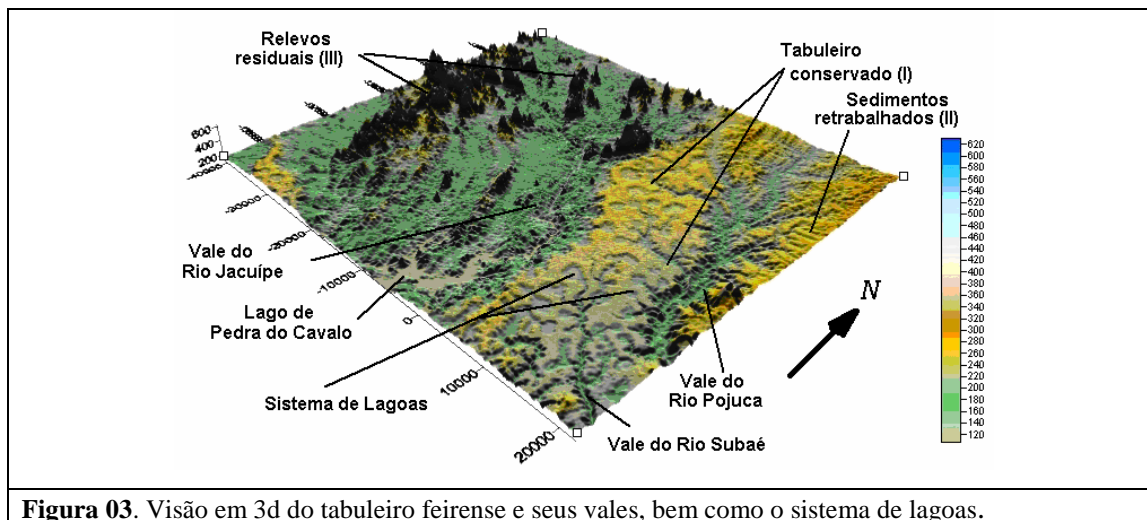 Relevos
residuais (III)
Tabuleiro
conservado (I)
Sedimentos
retrabalhados (II)
600
400
200
-40000
-30000
-20000
-10000
0
10000
20000
Vale do
Rio Jacuípe
Lago de
Pedra do Cavalo
Sistema de Lagoas
Vale do
Rio Pojuca
Vale do Rio Subaé
N
620
600
580
560
540
520
500
480
460
440
420
400
380
360
340
320
300
280
260
240
220
200
180
160
140
120
Figura 03. Visão em 3d do tabuleiro feirense e seus vales, bem como o sistema de lagoas.